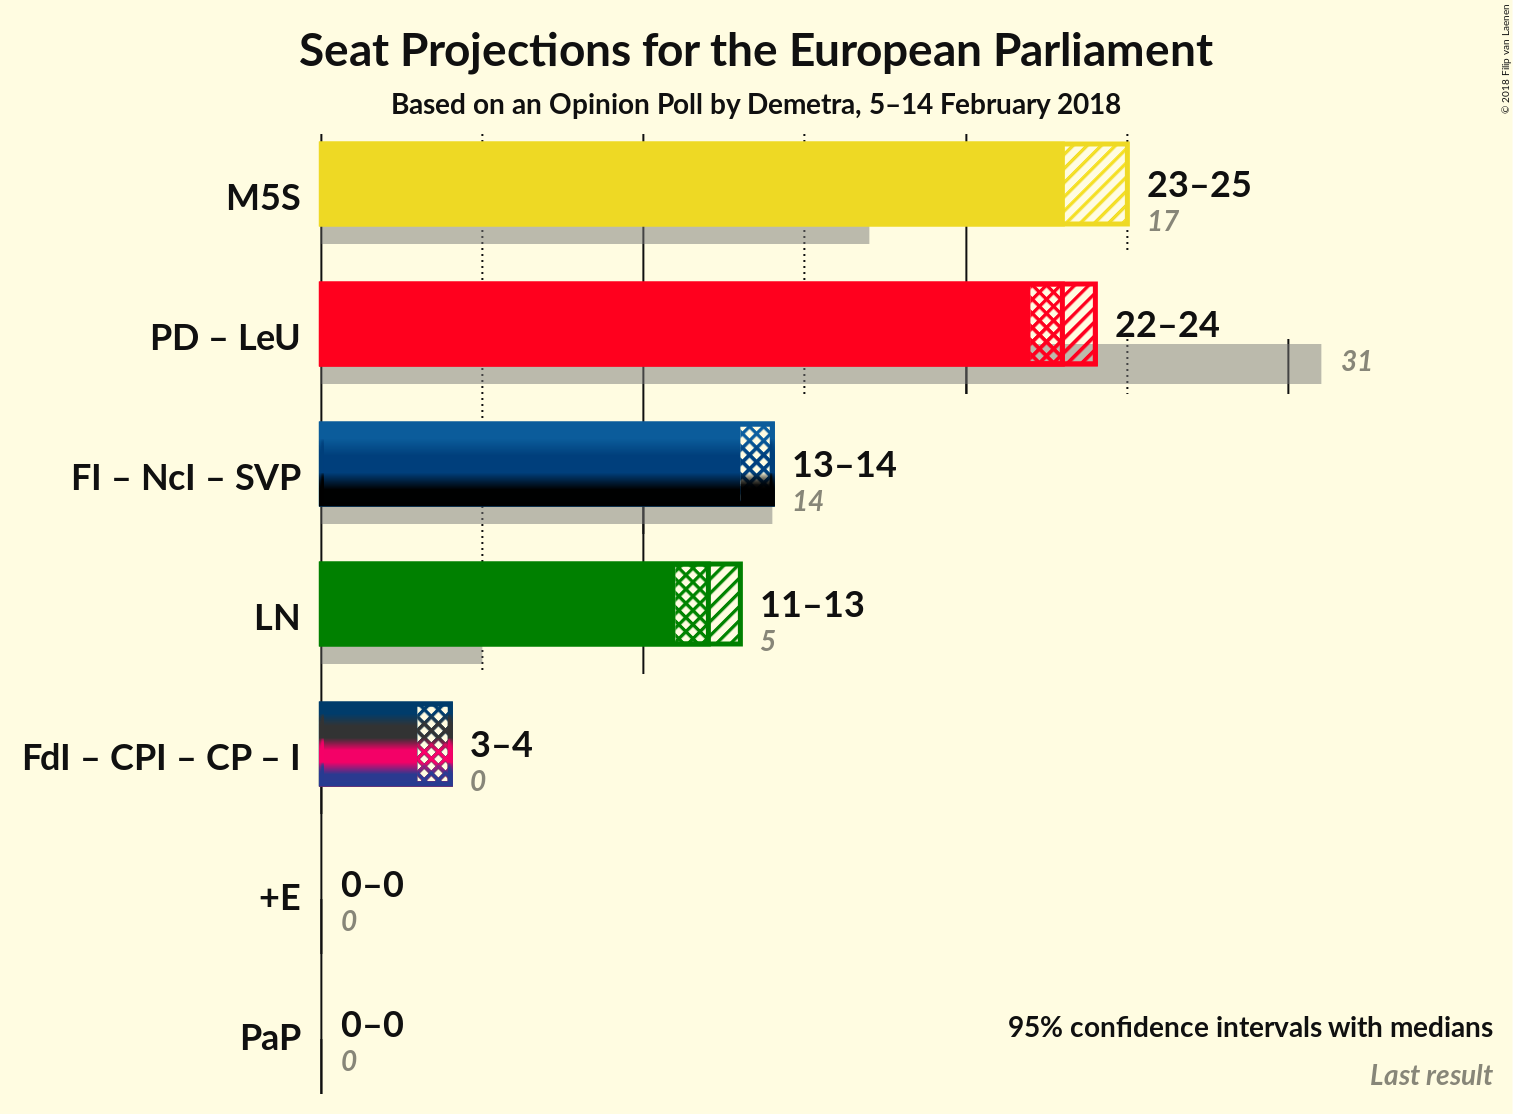 Seat Projections for the European Parliament
Based on an Opinion Poll by Demetra, 5–14 February 2018
© 2018 Filip van Laenen
M5S
23–25
17
PD – LeU
22–24
31
FI – NcI – SVP
13–14
14
LN
11–13
5
FdI – CPI – CP – I
3–4
0
+E
0–0
0
PaP
0–0
0
95% confidence intervals with medians
Last result